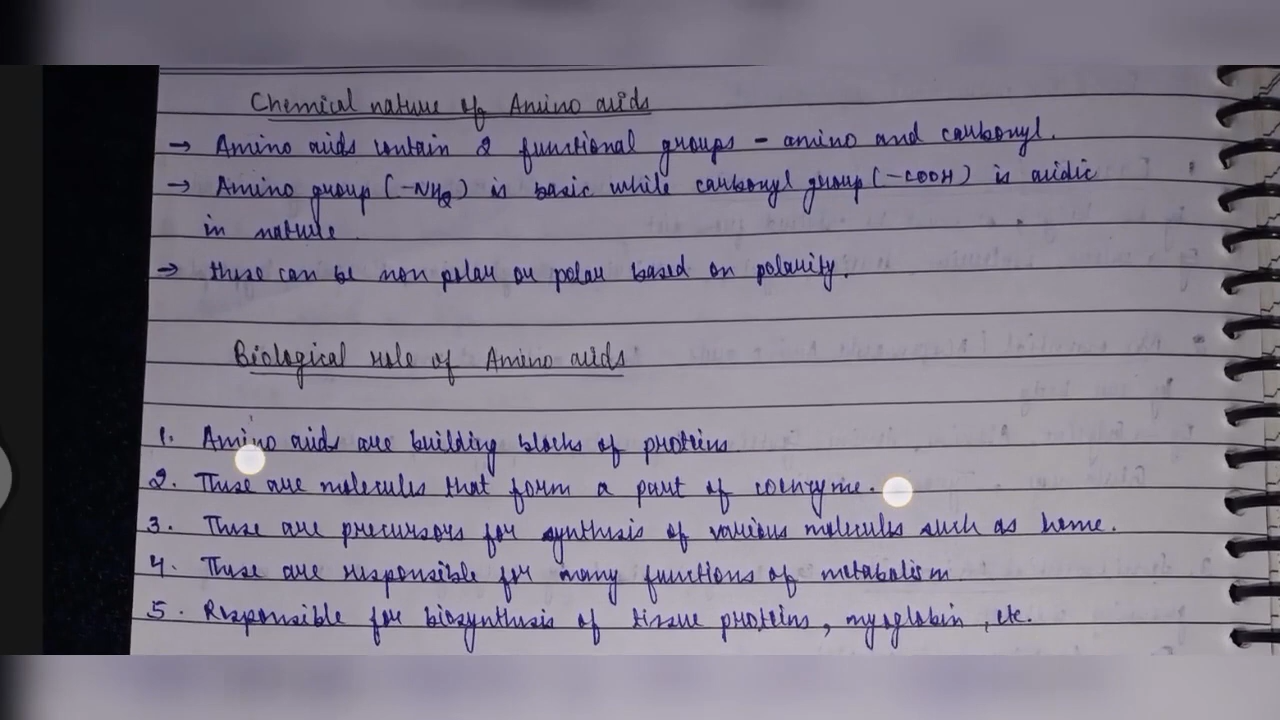 Chemical nature of Amino acids
→ Amino acids contain 2 functional groups - amino and carbonyl.
→ Amino group (-NH2) is basic while carbonyl group (-COOH) is acidic
in nature.
→ these can be non polar or polar based on polarity.
Biological role of Amino acids
1. Amino acids are building blocks of proteins.
2. These are molecules that form a part of coenzyme.
3. These are precursors for synthesis of various molecules such as heme.
4. These are responsible for many functions of metabolism
5. Responsible for biosynthesis of tissue proteins, myoglobin, etc.